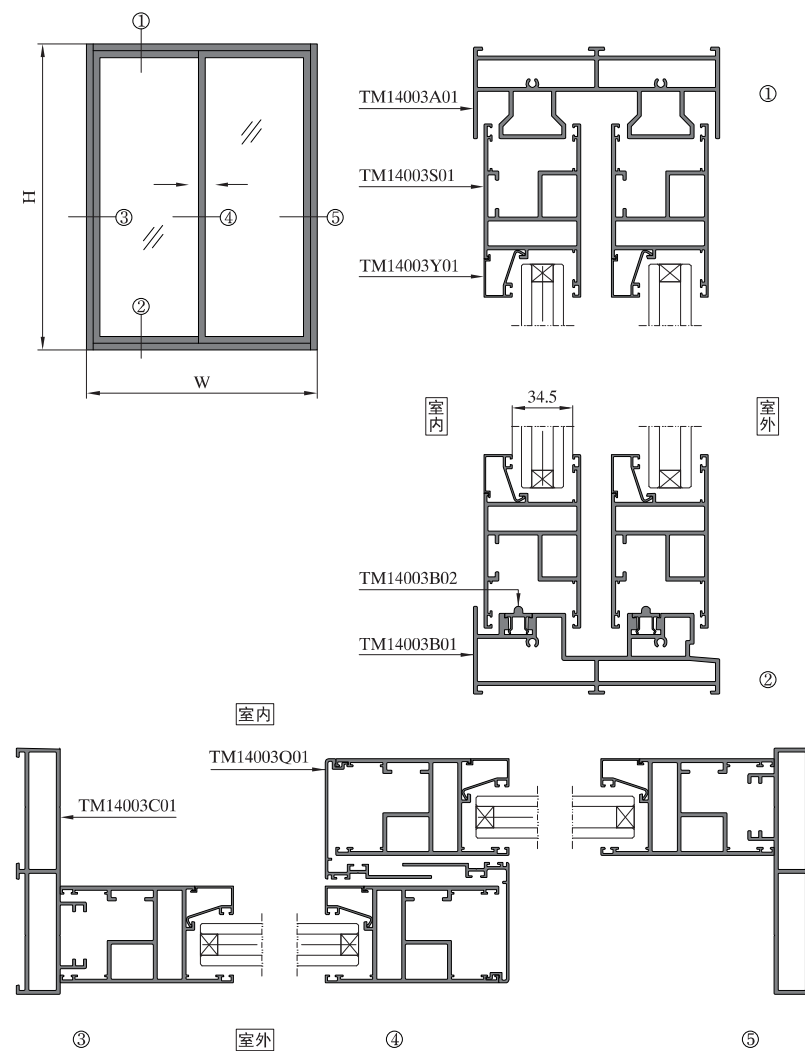 ①
TM14003A01
①
TM14003S01
H
③
④
⑤
TM14003Y01
②
W
34.5
室内
室外
TM14003B02
TM14003B01
②
室内
TM14003Q01
TM14003C01
③
室外
④
⑤